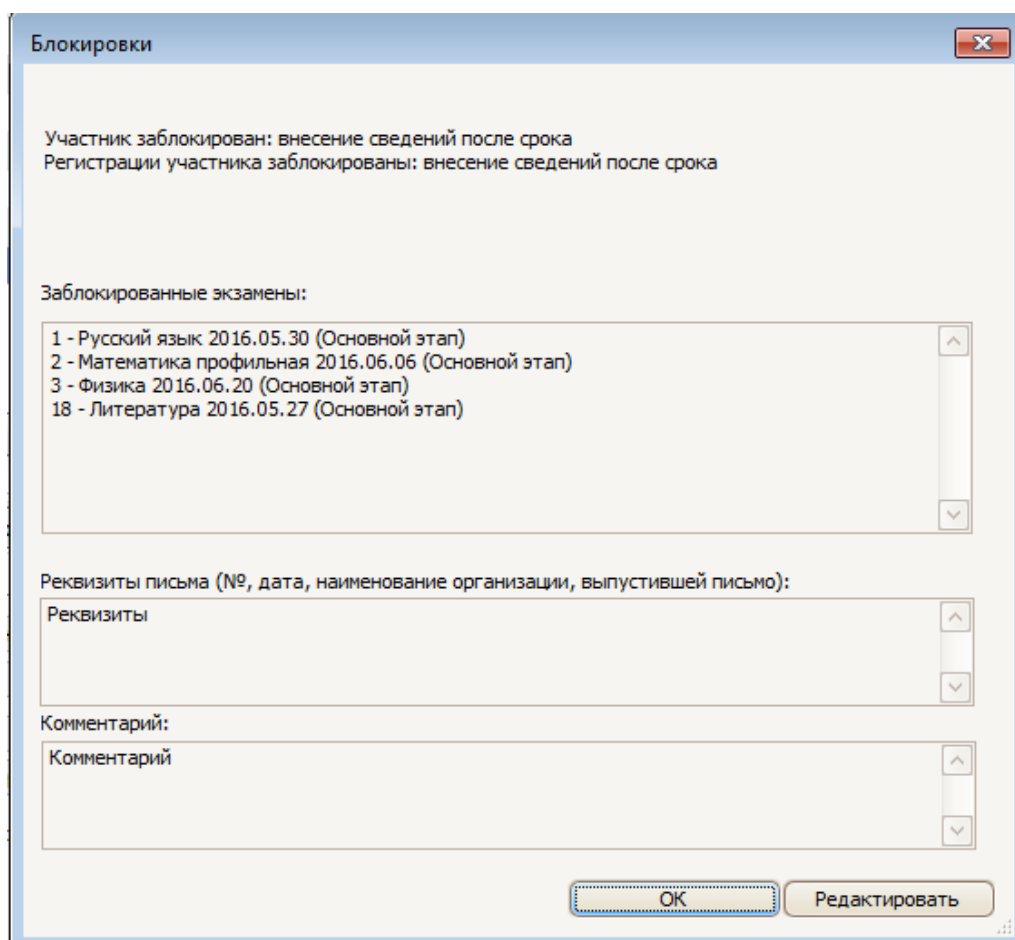 Блокировки
Участник заблокирован: внесение сведений после срока
Регистрации участника заблокированы: внесение сведений после срока
Заблокированные экзамены:
1 - Русский язык 2016.05.30 (Основной этап)
2 - Математика профильная 2016.06.06 (Основной этап)
3 - Физика 2016.06.20 (Основной этап)
18 - Литература 2016.05.27 (Основной этап)
Реквизиты письма (№, дата, наименование организации, выпустившей письмо):
Реквизиты
Комментарий:
Комментарий
ОК Редактировать